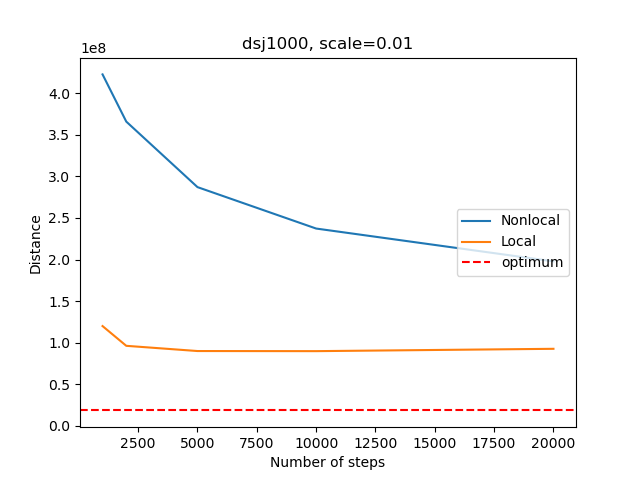 dsj1000, scale=0.01
1e8
4.0
3.5
3.0
2.5
2.0
1.5
1.0
0.5
0.0
Distance
Nonlocal
Local
optimum
2500 5000 7500 10000 12500 15000 17500 20000
Number of steps